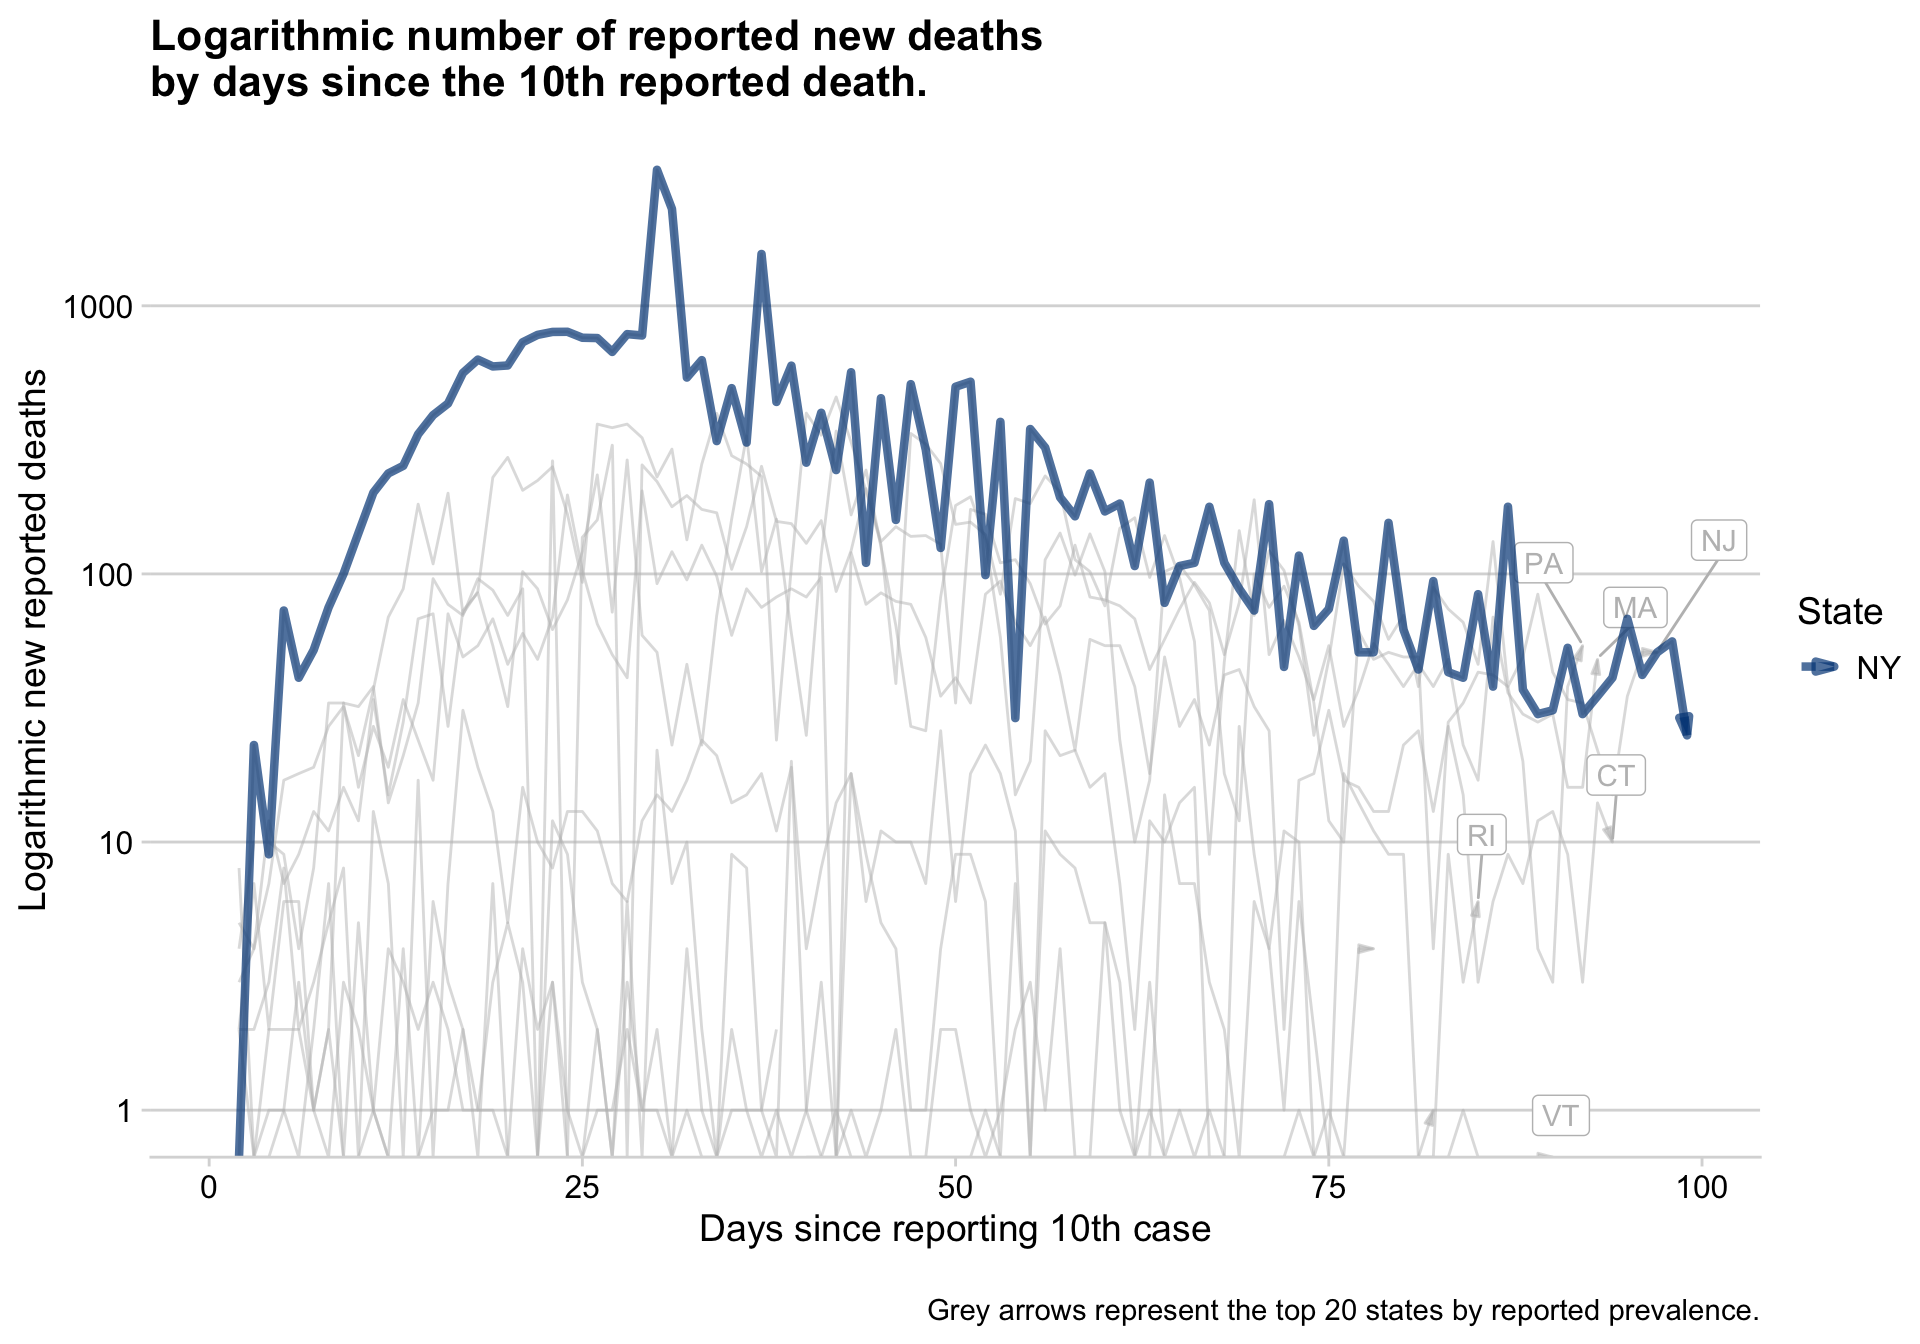 Logarithmic number of reported new deaths
by days since the 10th reported death.
Logarithmic new reported deaths
1000
100
10
1
PA
MA
NJ
CT
RI
VT
State
NY
0
25
50
75
100
Days since reporting 10th case
Grey arrows represent the top 20 states by reported prevalence.